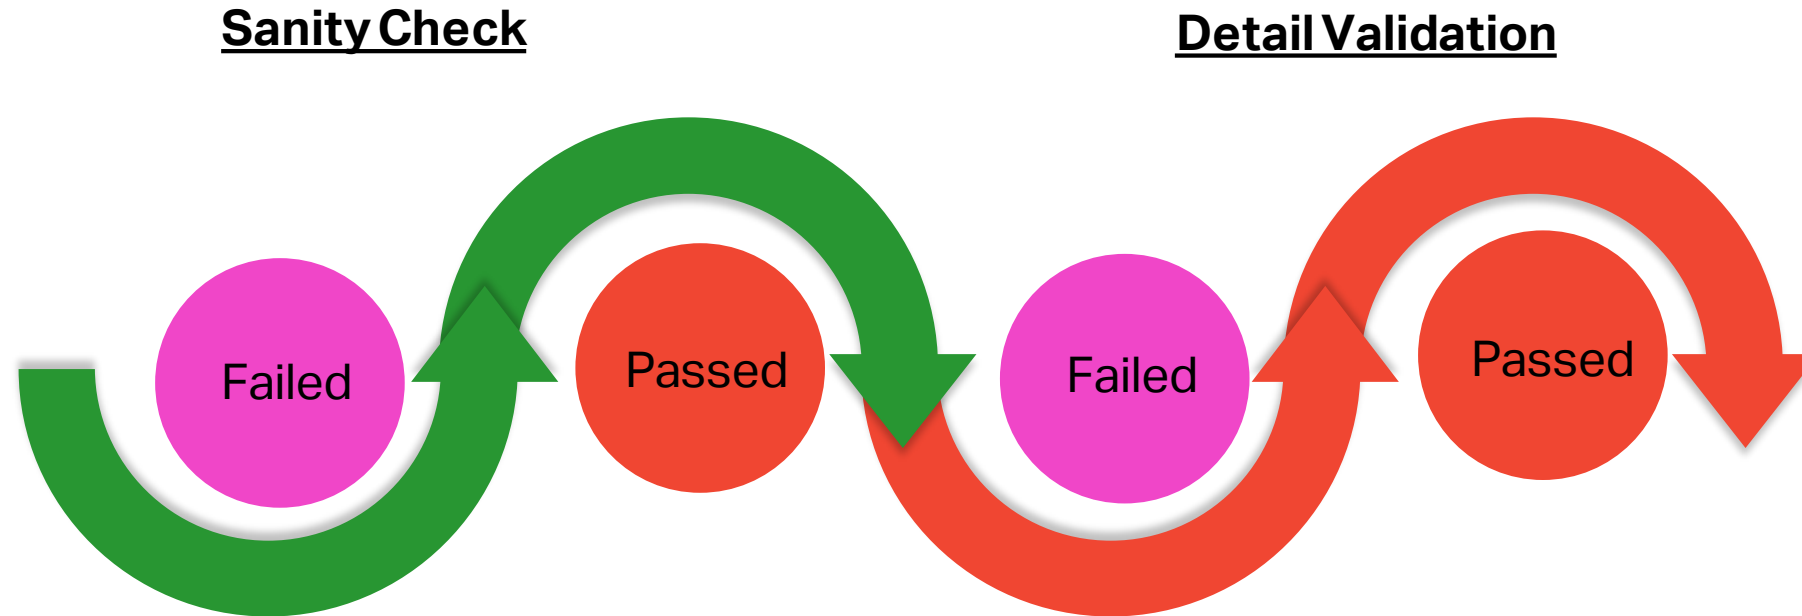 Sanity Check
Detail Validation
Failed
Passed
Failed
Passed